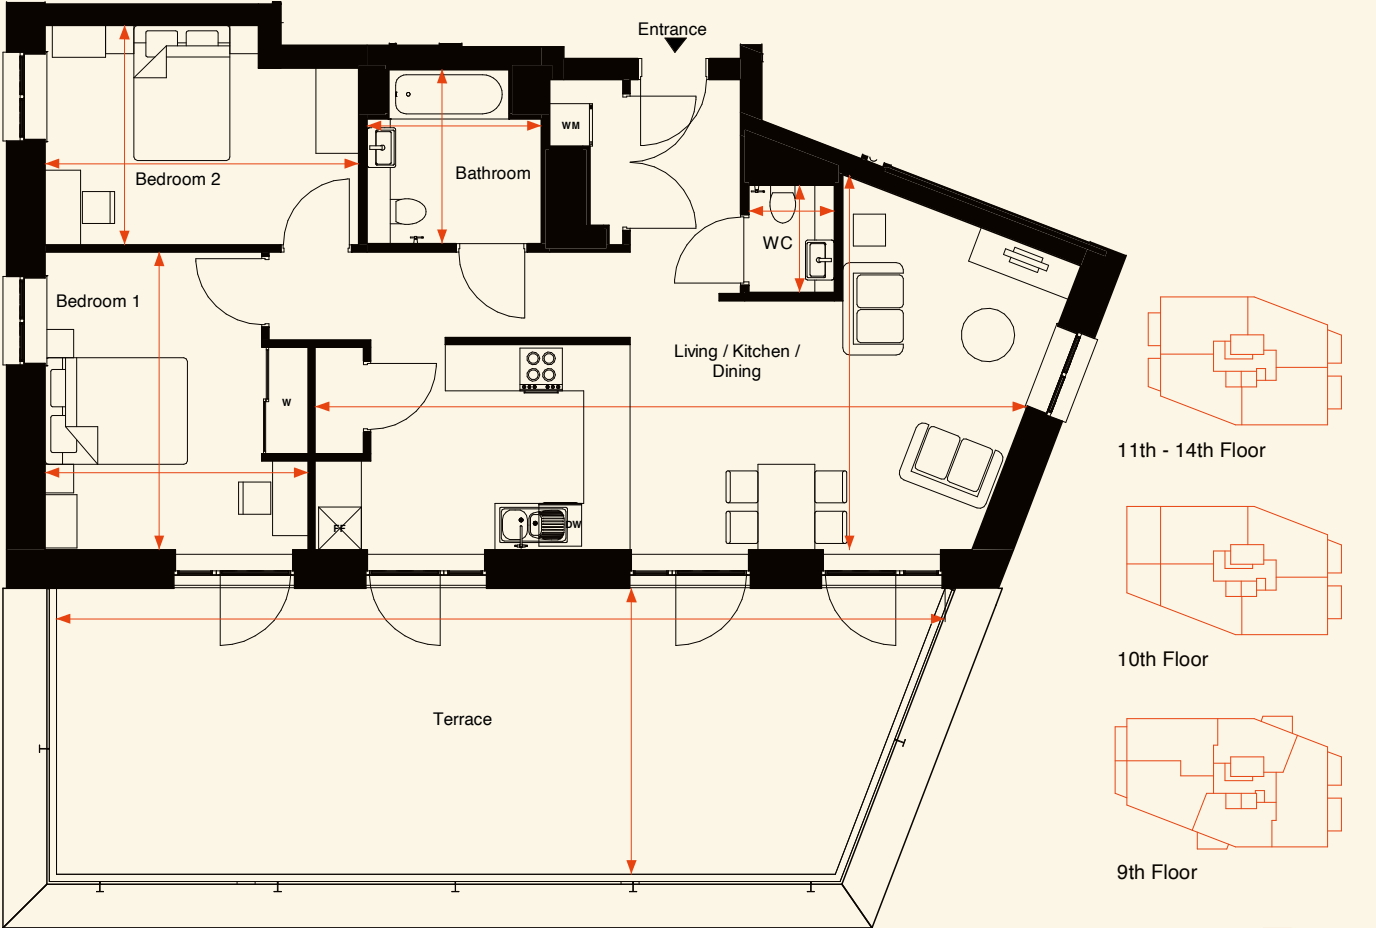 Entrance
WM
Bathroom
Bedroom 2
WC
Bedroom 1
Living / Kitchen /
Dining
W
FF
DW
Terrace
11th - 14th Floor
10th Floor
9th Floor